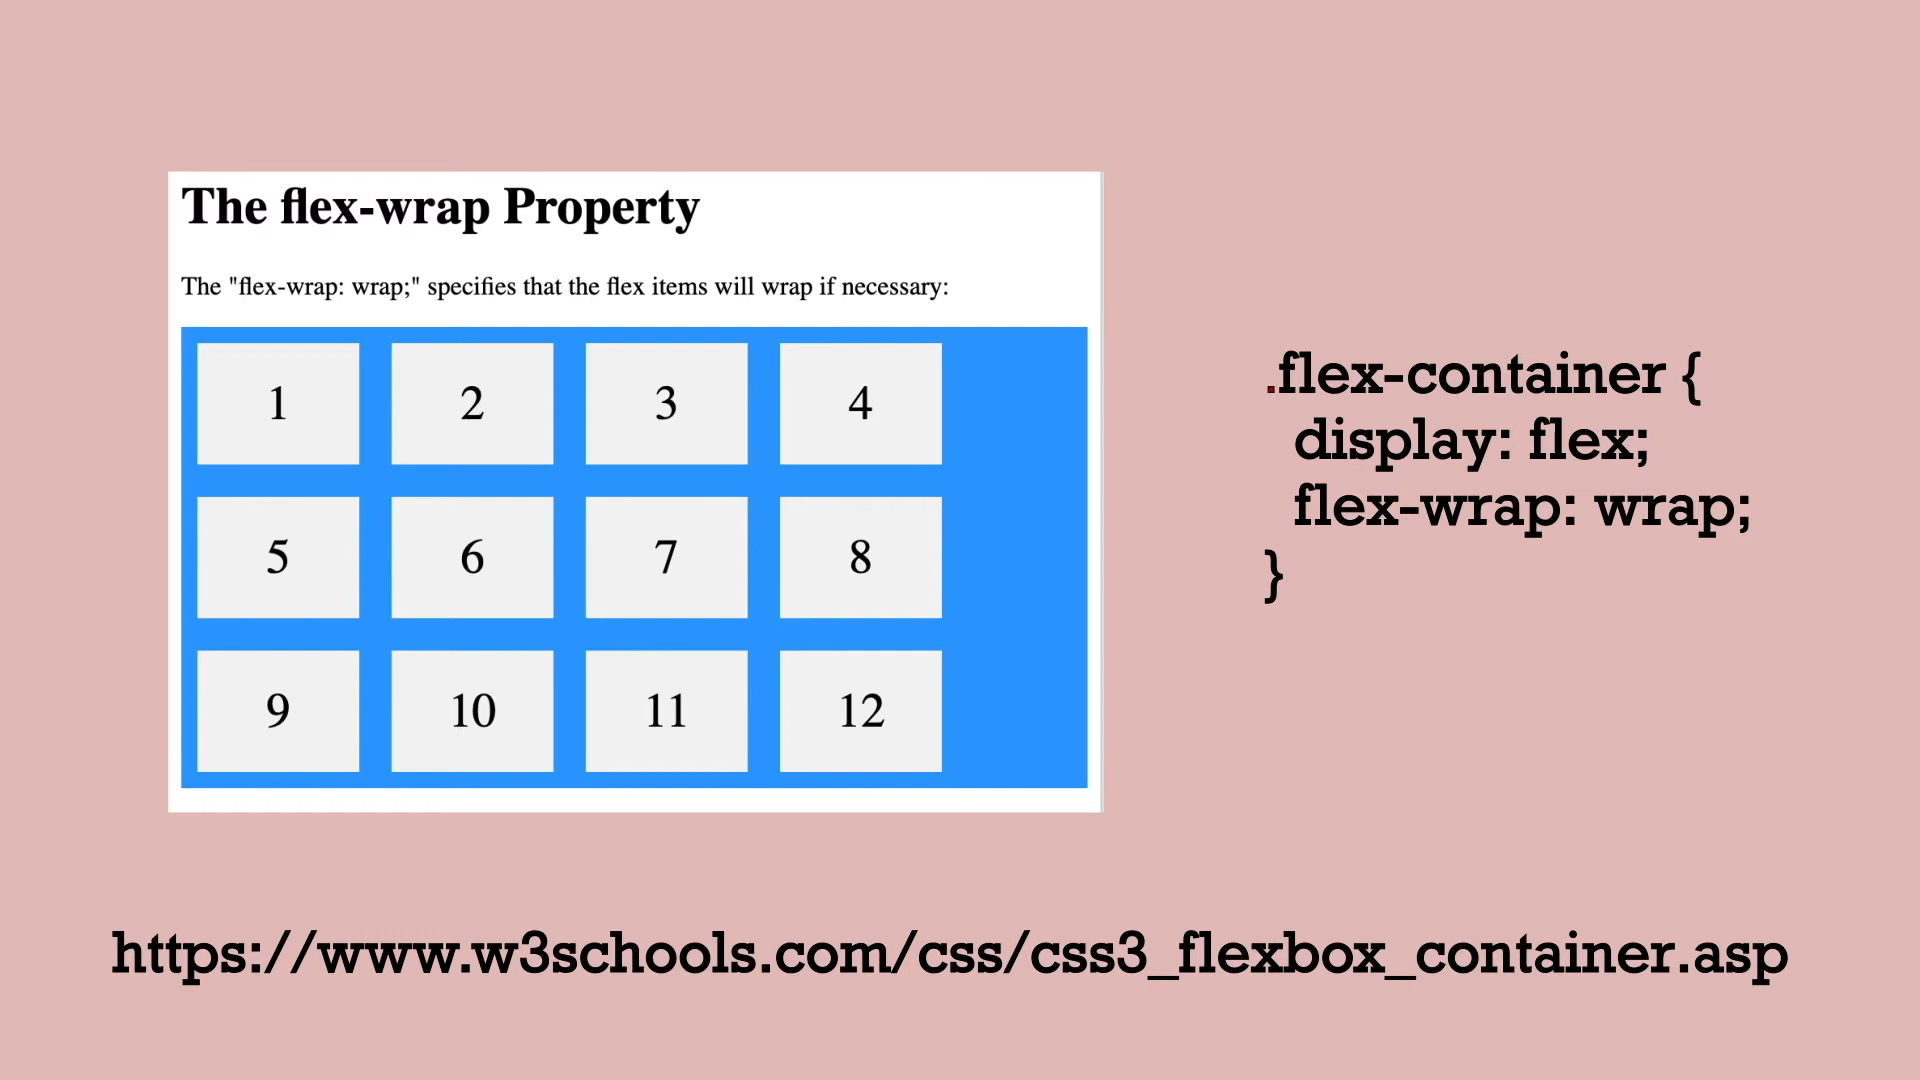 The flex-wrap Property
The "flex-wrap: wrap;" specifies that the flex items will wrap if necessary:
1 2 3 4
5 6 7 8
9 10 11 12
.flex-container {
display: flex;
flex-wrap: wrap;
}
https://www.w3schools.com/css/css3_flexbox_container.asp